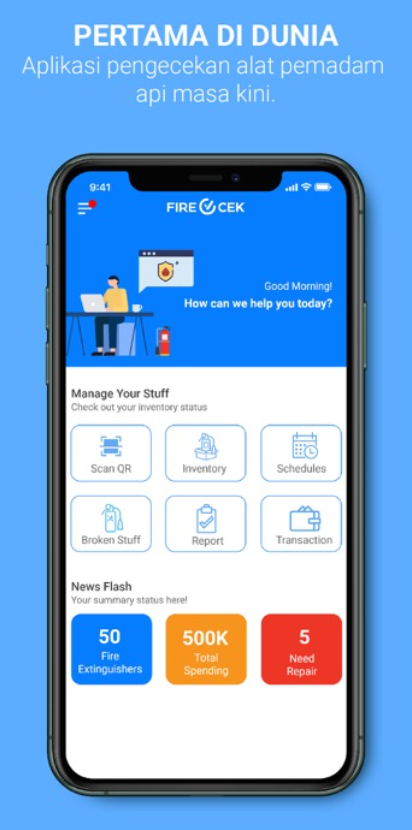 PERTAMA DI DUNIA
Aplikasi pengecekan alat pemadam
api masa kini.
9:41
FIRE CEK
Good Morning!
How can we help you today?
Manage Your Stuff
Check out your inventory status
Scan QR
Inventory
Schedules
Broken Stuff
Report
Transaction
News Flash
Your summary status here!
50
Fire
Extinguishers
500K
Total
Spending
5
Need
Repair